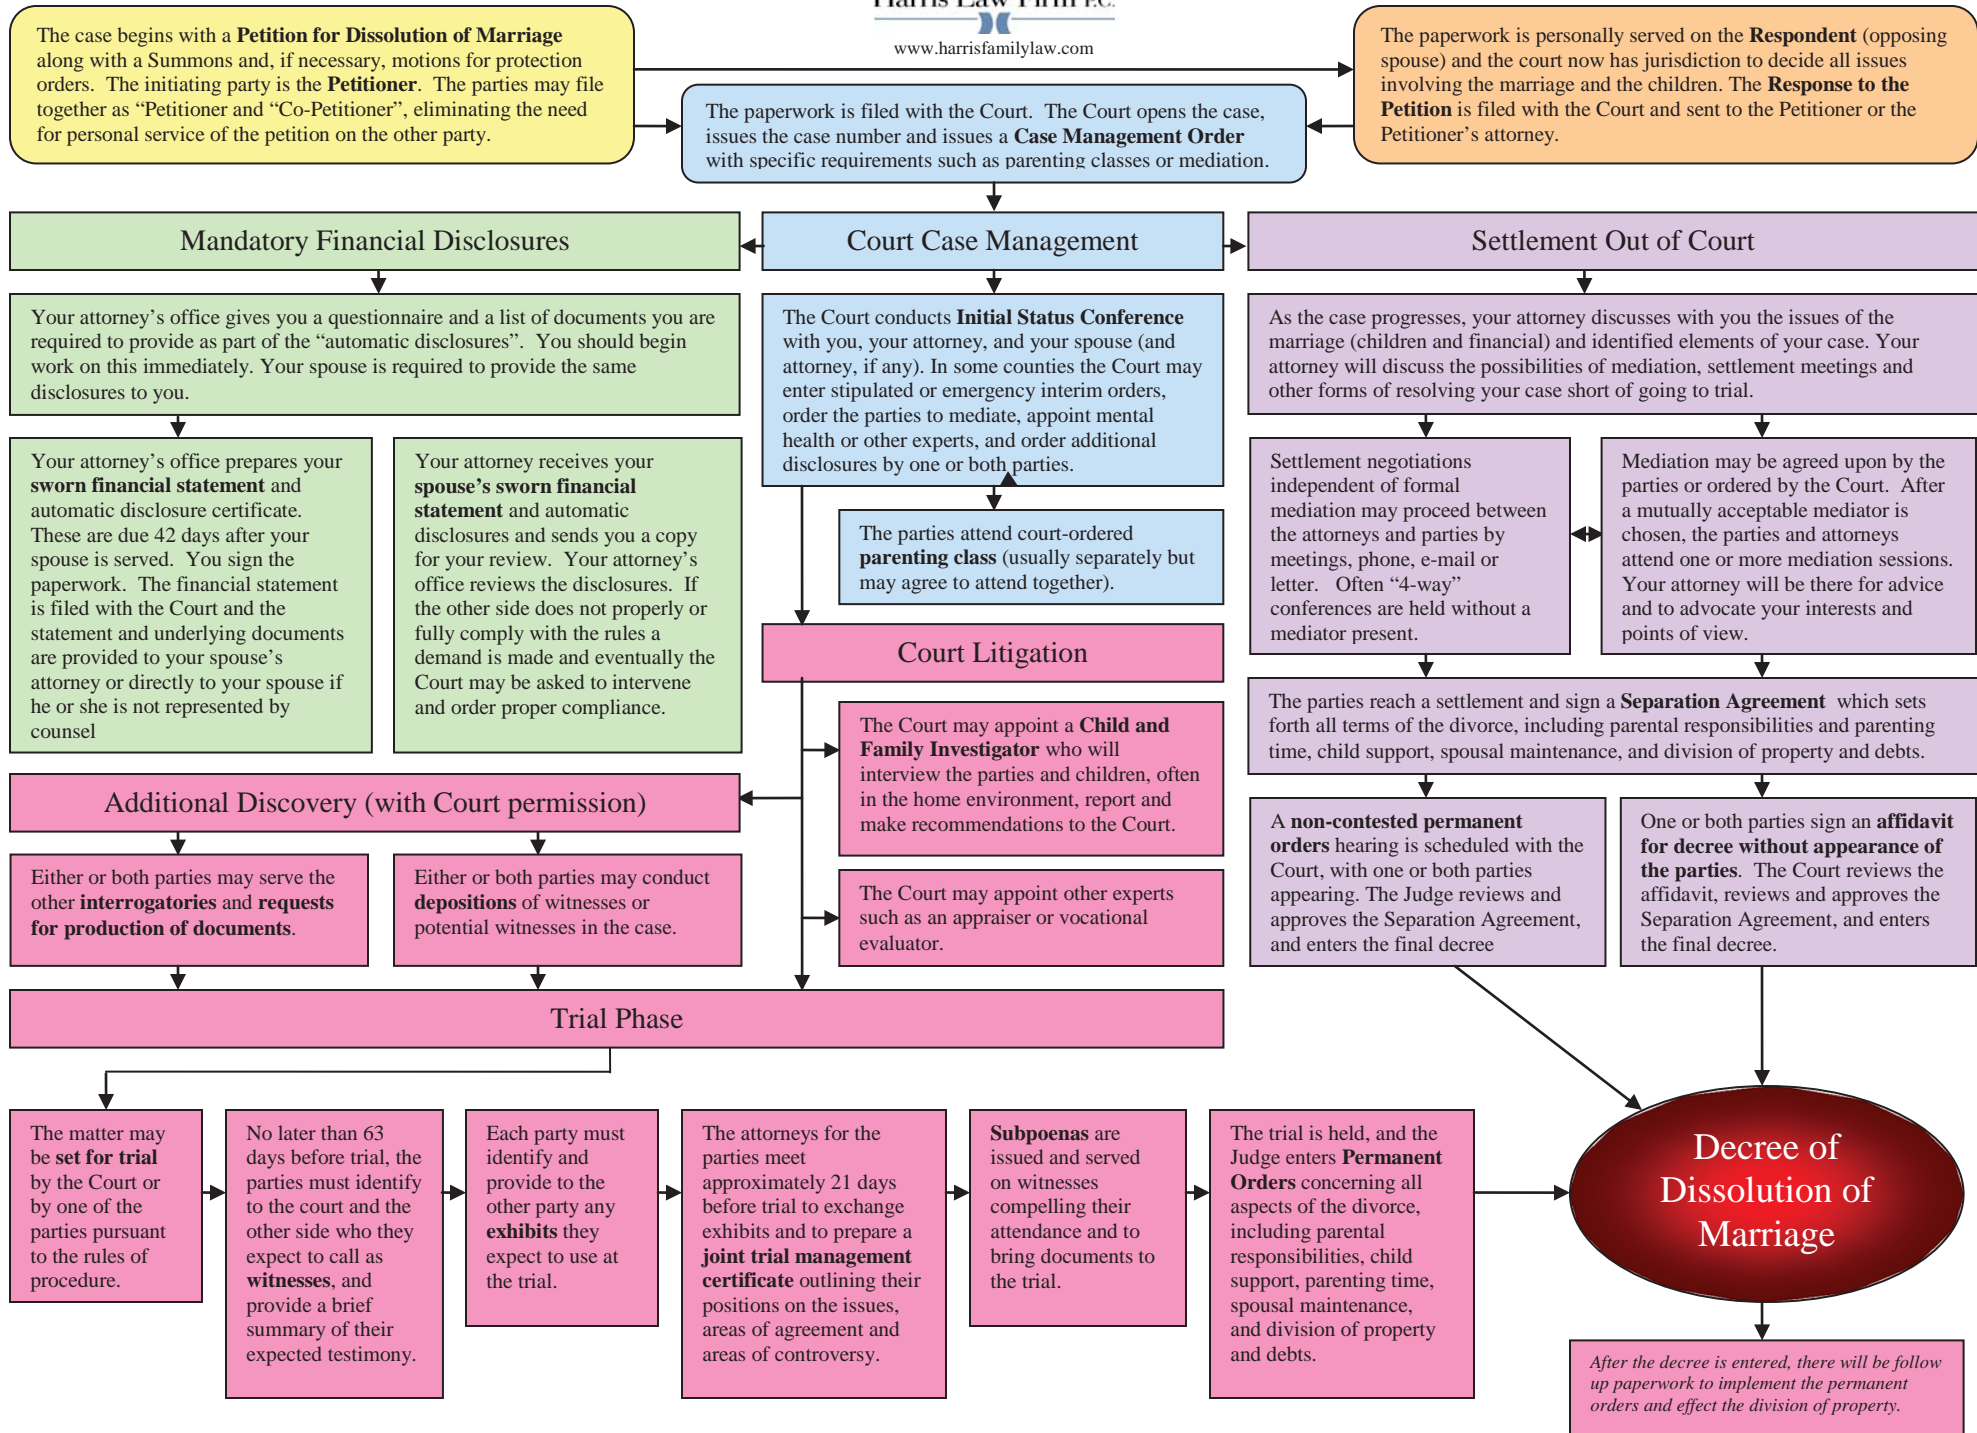 Harris Law Firm P.C.
www.harrisfamilylaw.com
The case begins with a Petition for Dissolution of Marriage
along with a Summons and, if necessary, motions for protection
orders.  The initiating party is the Petitioner.  The parties may file
together as “Petitioner and “Co-Petitioner”, eliminating the need
for personal service of the petition on the other party.
The paperwork is personally served on the Respondent (opposing
spouse) and the court now has jurisdiction to decide all issues
involving the marriage and the children. The Response to the
Petition is filed with the Court and sent to the Petitioner or the
Petitioner’s attorney.
The paperwork is filed with the Court.  The Court opens the case,
issues the case number and issues a Case Management Order
with specific requirements such as parenting classes or mediation.
Mandatory Financial Disclosures
Court Case Management
Settlement Out of Court
Your attorney’s office gives you a questionnaire and a list of documents you are
required to provide as part of the “automatic disclosures”.  You should begin
work on this immediately. Your spouse is required to provide the same
disclosures to you.
Your attorney’s office prepares your
sworn financial statement and
automatic disclosure certificate.
These are due 42 days after your
spouse is served.  You sign the
paperwork.  The financial statement
is filed with the Court and the
statement and underlying documents
are provided to your spouse’s
attorney or directly to your spouse if
he or she is not represented by
counsel
Your attorney receives your
spouse’s sworn financial
statement and automatic
disclosures and sends you a copy
for your review.  Your attorney’s
office reviews the disclosures.  If
the other side does not properly or
fully comply with the rules a
demand is made and eventually the
Court may be asked to intervene
and order proper compliance.
The Court conducts Initial Status Conference
with you, your attorney, and your spouse (and
attorney, if any). In some counties the Court may
enter stipulated or emergency interim orders,
order the parties to mediate, appoint mental
health or other experts, and order additional
disclosures by one or both parties.
The parties attend court-ordered
parenting class (usually separately but
may agree to attend together).
As the case progresses, your attorney discusses with you the issues of the
marriage (children and financial) and identified elements of your case. Your
attorney will discuss the possibilities of mediation, settlement meetings and
other forms of resolving your case short of going to trial.
Settlement negotiations
independent of formal
mediation may proceed between
the attorneys and parties by
meetings, phone, e-mail or
letter.   Often “4-way”
conferences are held without a
mediator present.
Mediation may be agreed upon by the
parties or ordered by the Court.  After
a mutually acceptable mediator is
chosen, the parties and attorneys
attend one or more mediation sessions.
Your attorney will be there for advice
and to advocate your interests and
points of view.
The parties reach a settlement and sign a Separation Agreement  which sets
forth all terms of the divorce, including parental responsibilities and parenting
time, child support, spousal maintenance, and division of property and debts.
A non-contested permanent
orders hearing is scheduled with the
Court, with one or both parties
appearing. The Judge reviews and
approves the Separation Agreement,
and enters the final decree
One or both parties sign an affidavit
for decree without appearance of
the parties.  The Court reviews the
affidavit, reviews and approves the
Separation Agreement, and enters
the final decree.
Court Litigation
The Court may appoint a Child and
Family Investigator who will
interview the parties and children, often
in the home environment, report and
make recommendations to the Court.
The Court may appoint other experts
such as an appraiser or vocational
evaluator.
Additional Discovery (with Court permission)
Either or both parties may serve the
other interrogatories and requests
for production of documents.
Either or both parties may conduct
depositions of witnesses or
potential witnesses in the case.
Trial Phase
The matter may
be set for trial
by the Court or
by one of the
parties pursuant
to the rules of
procedure.
No later than 63
days before trial, the
parties must identify
to the court and the
other side who they
expect to call as
witnesses, and
provide a brief
summary of their
expected testimony.
Each party must
identify and
provide to the
other party any
exhibits they
expect to use at
the trial.
The attorneys for the
parties meet
approximately 21 days
before trial to exchange
exhibits and to prepare a
joint trial management
certificate outlining their
positions on the issues,
areas of agreement and
areas of controversy.
Subpoenas are
issued and served
on witnesses
compelling their
attendance and to
bring documents to
the trial.
The trial is held, and the
Judge enters Permanent
Orders concerning all
aspects of the divorce,
including parental
responsibilities, child
support, parenting time,
spousal maintenance,
and division of property
and debts.
Decree of
Dissolution of
Marriage
After the decree is entered, there will be follow
up paperwork to implement the permanent
orders and effect the division of property.